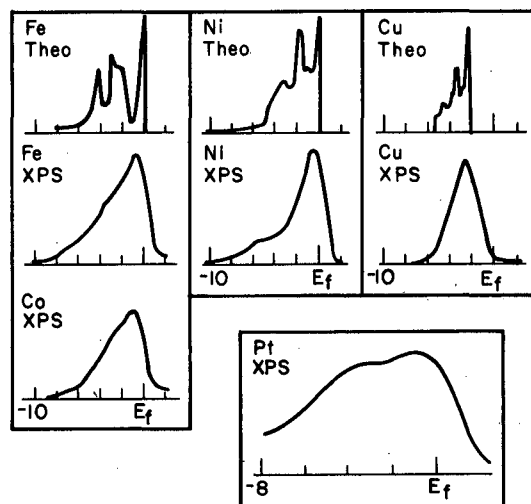 Fe
Theo
Ni
Theo
Cu
Theo
Fe
XPS
Ni
XPS
Cu
XPS
-10
Ef
-10
Ef
Co
XPS
-10
Ef
Pt
XPS
-8
Ef